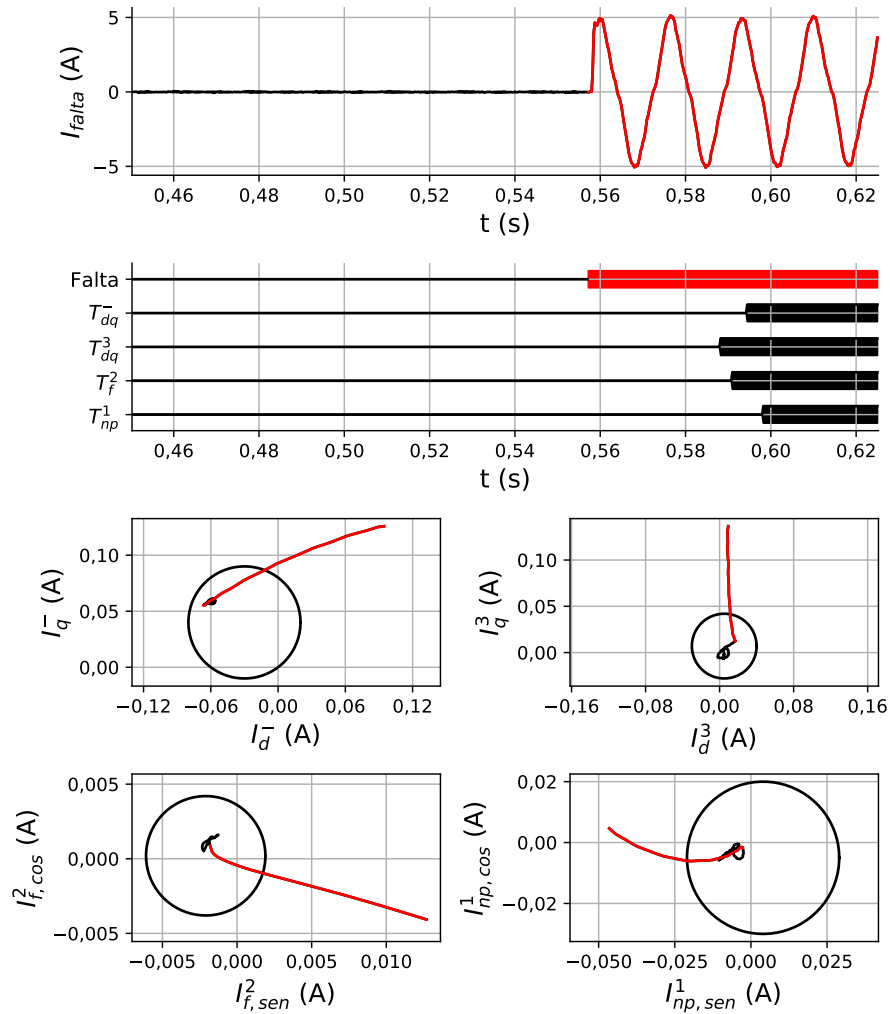 I_falta (A)
5
0
−5
0,46 0,48 0,50 0,52 0,54 0,56 0,58 0,60 0,62
t (s)
Falta
T_dq^−
T_dq^3
T_f^2
T_np^1
0,46 0,48 0,50 0,52 0,54 0,56 0,58 0,60 0,62
t (s)
I_q^− (A)
0,10
0,05
0,00
−0,12 −0,06 0,00 0,06 0,12
I_d^− (A)
I_q^3 (A)
0,10
0,05
0,00
−0,16 −0,08 0,00 0,08 0,16
I_d^3 (A)
I_f,cos^2 (A)
0,005
0,000
−0,005
−0,005 0,000 0,005 0,010
I_f,sen^2 (A)
I_np,cos^1 (A)
0,02
0,00
−0,02
−0,050 −0,025 0,000 0,025
I_np,sen^1 (A)